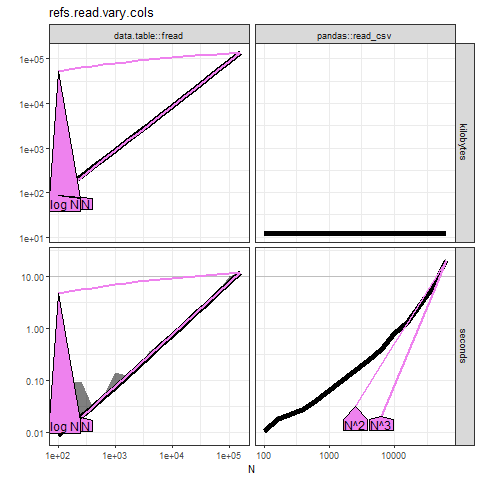 refs.read.vary.cols
data.table::fread
pandas::read_csv
1e+05
1e+04
1e+03
1e+02
1e+01
log N
N
kilobytes
10.00
1.00
0.10
0.01
log N
N
N^2
N^3
seconds
1e+02
1e+03
1e+04
1e+05
100
1000
10000
N